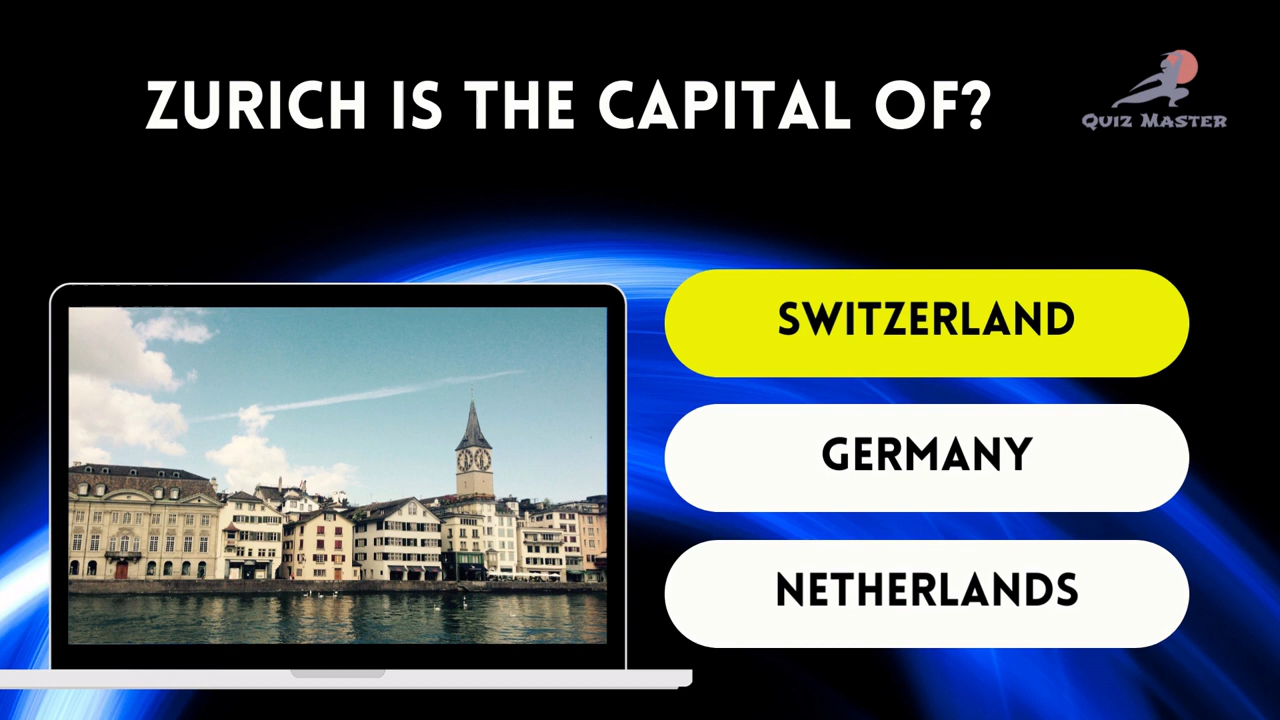 ZURICH IS THE CAPITAL OF?
QUIZ MASTER
SWITZERLAND
GERMANY
NETHERLANDS